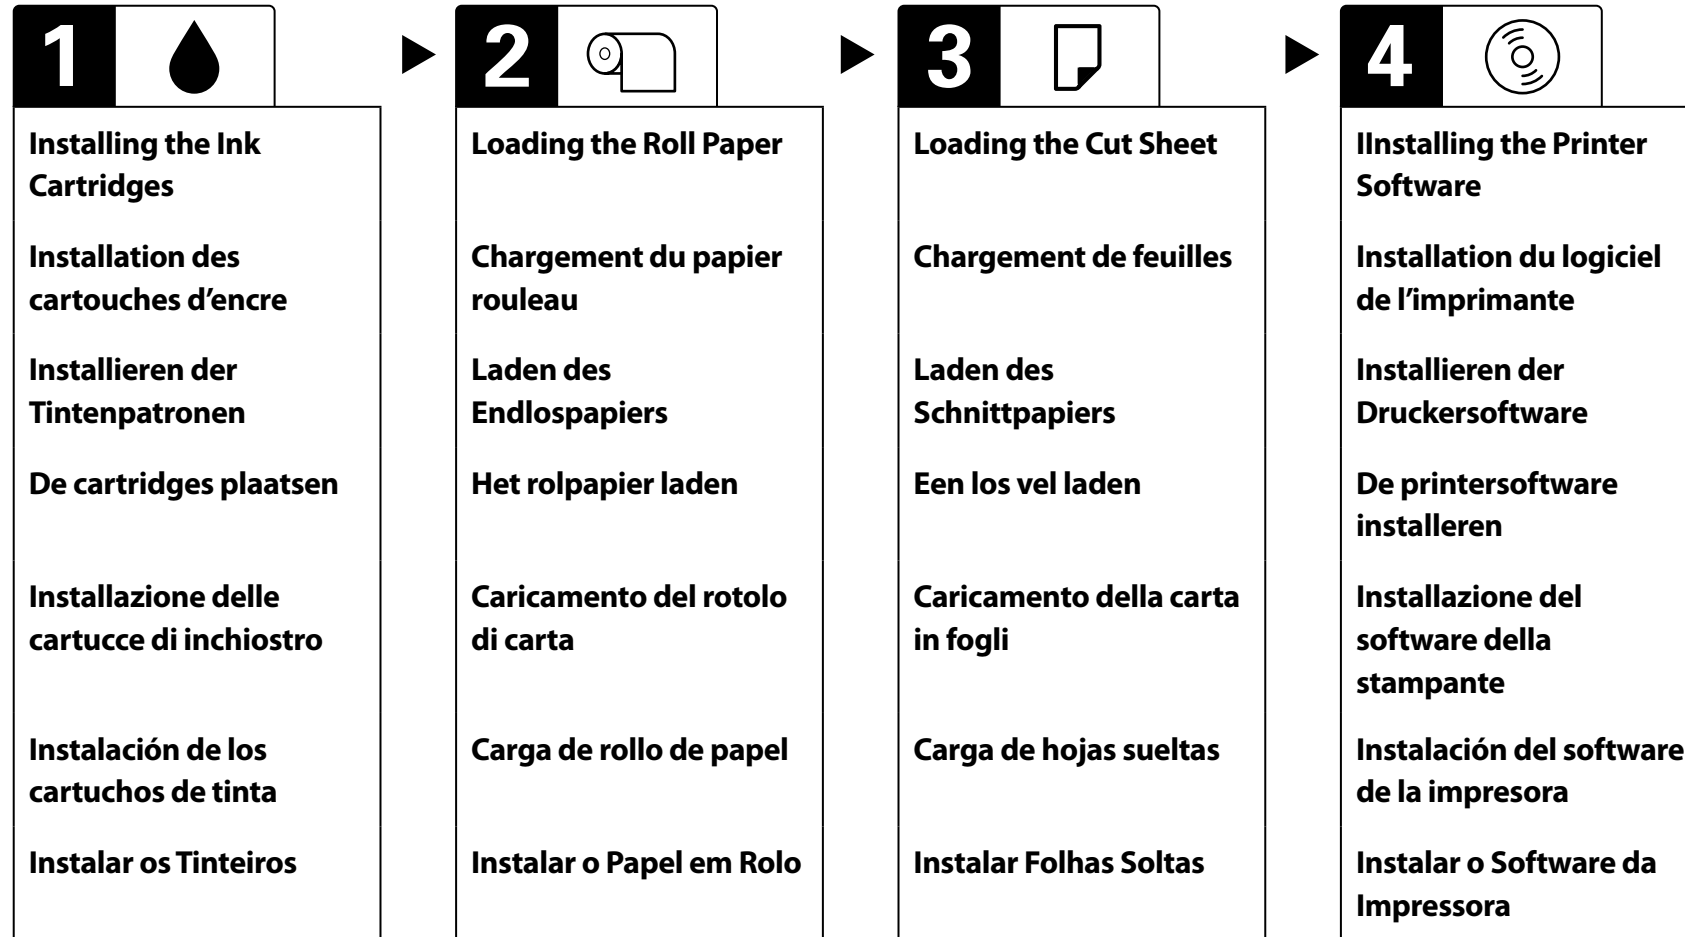 1
Installing the Ink
Cartridges
Installation des
cartouches d’encre
Installieren der
Tintenpatronen
De cartridges plaatsen
Installazione delle
cartucce di inchiostro
Instalación de los
cartuchos de tinta
Instalar os Tinteiros
2
Loading the Roll Paper
Chargement du papier
rouleau
Laden des
Endlospapiers
Het rolpapier laden
Caricamento del rotolo
di carta
Carga de rollo de papel
Instalar o Papel em Rolo
3
Loading the Cut Sheet
Chargement de feuilles
Laden des
Schnittpapiers
Een los vel laden
Caricamento della carta
in fogli
Carga de hojas sueltas
Instalar Folhas Soltas
4
IInstalling the Printer
Software
Installation du logiciel
de l’imprimante
Installieren der
Druckersoftware
De printersoftware
installeren
Installazione del
software della
stampante
Instalación del software
de la impresora
Instalar o Software da
Impressora